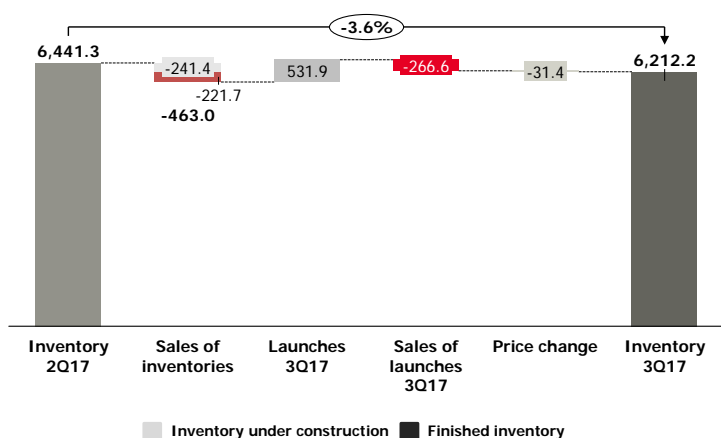 -3.6%
6,441.3
-241.4
-221.7
-463.0
531.9
-266.6
-31.4
6,212.2
Inventory
2Q17
Sales of
inventories
Launches
3Q17
Sales of
launches
3Q17
Price change
Inventory
3Q17
Inventory under construction
Finished inventory